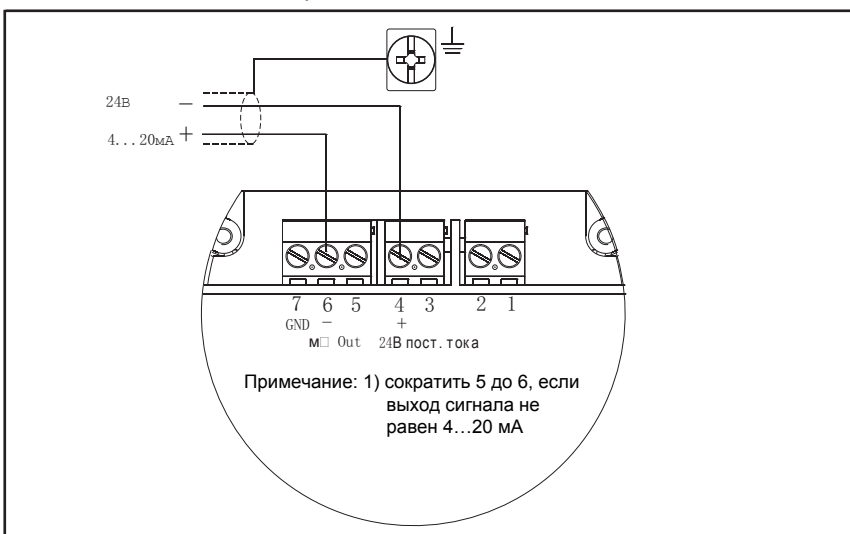 24В −
4...20мА +
7 6 5 4 3 2 1
GND − +
м□ Out 24В пост. тока
Примечание: 1) сократить 5 до 6, если
выход сигнала не
равен 4…20 мА